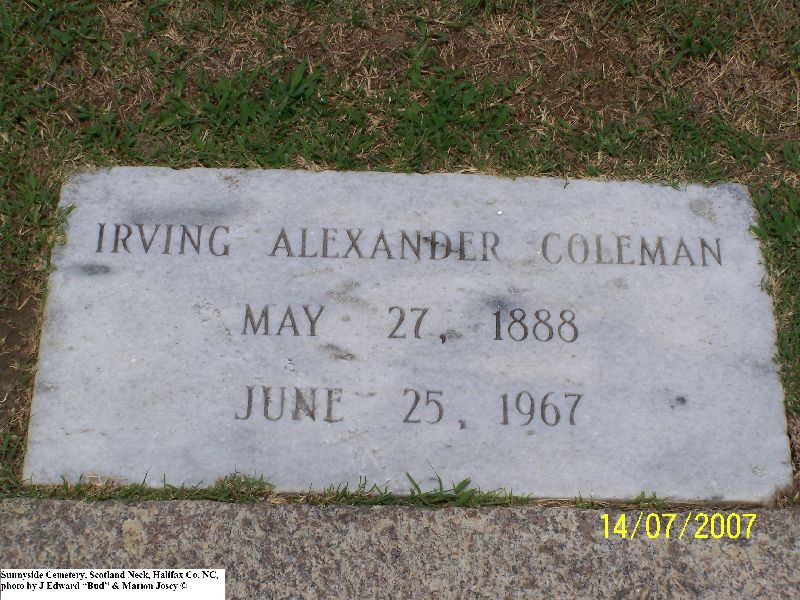 IRVING ALEXANDER COLEMAN
MAY 27, 1888
JUNE 25, 1967
14/07/2007
Sunnyside Cemetery, Scotland Neck, Halifax Co. NC,
photo by J Edward "Bud" & Marion Josey ©